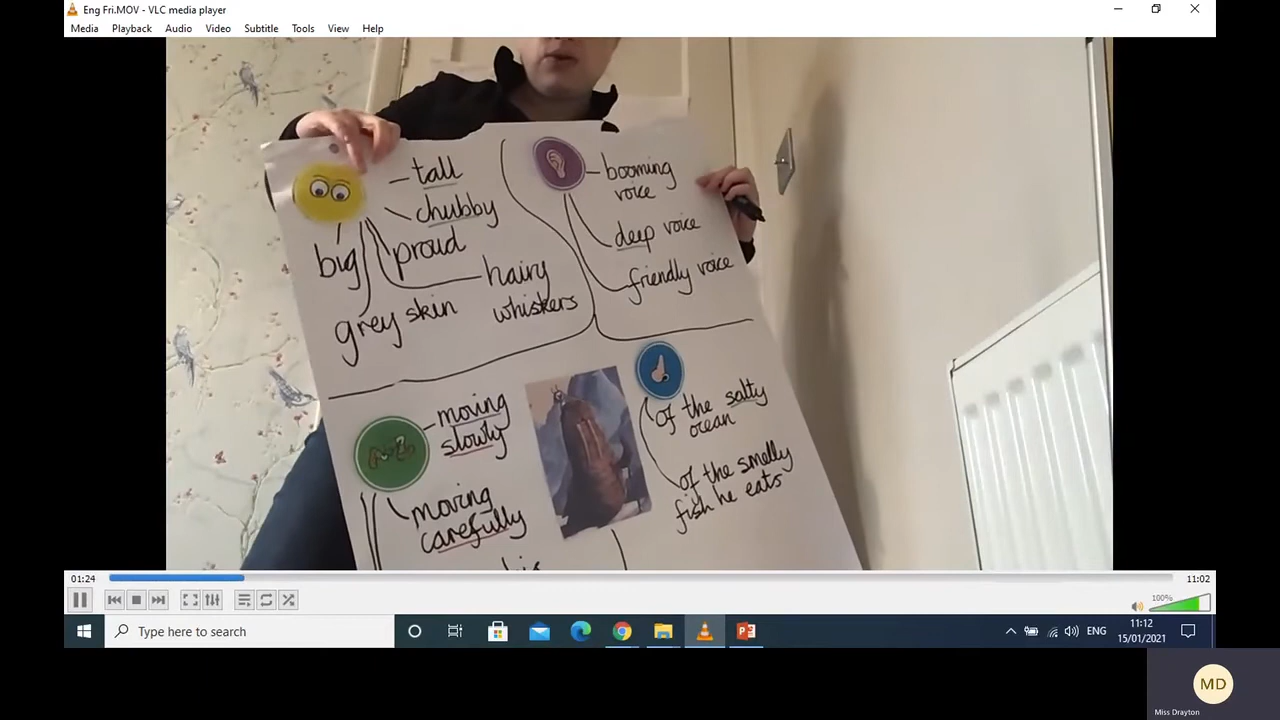 Eng Fri.MOV - VLC media player
Media Playback Audio Video Subtitle Tools View Help
tall
chubby
big
proud
hairy
whiskers
grey skin
booming
voice
deep voice
friendly voice
moving
slowly
moving
carefully
of the salty
ocean
of the smelly
fish he eats
01:24
11:02
100%
Type here to search
ENG
11:12
15/01/2021
MD
Miss Drayton